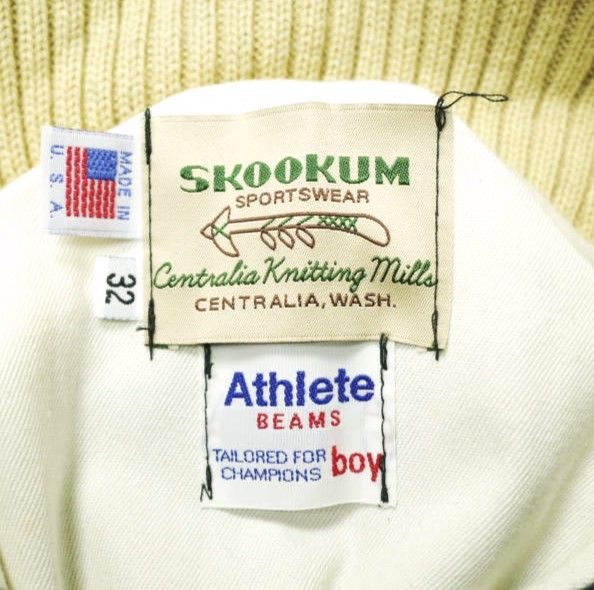 MADE IN
U.S.A.
32
SKOOKUM
SPORTSWEAR
Centralia Knitting Mills
CENTRALIA, WASH.
Athlete
BEAMS
TAILORED FOR
CHAMPIONS
boy